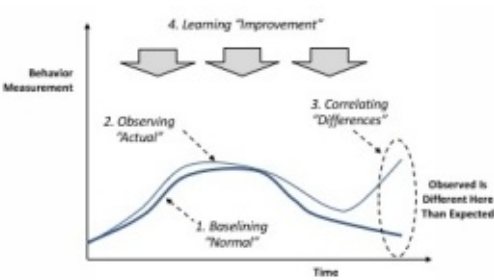 4. Learning "Improvement"
Behavior
Measurement
3. Correlating
"Differences"
2. Observing
"Actual"
Observed Is
Different Here
Than Expected
1. Baselining
"Normal"
Time